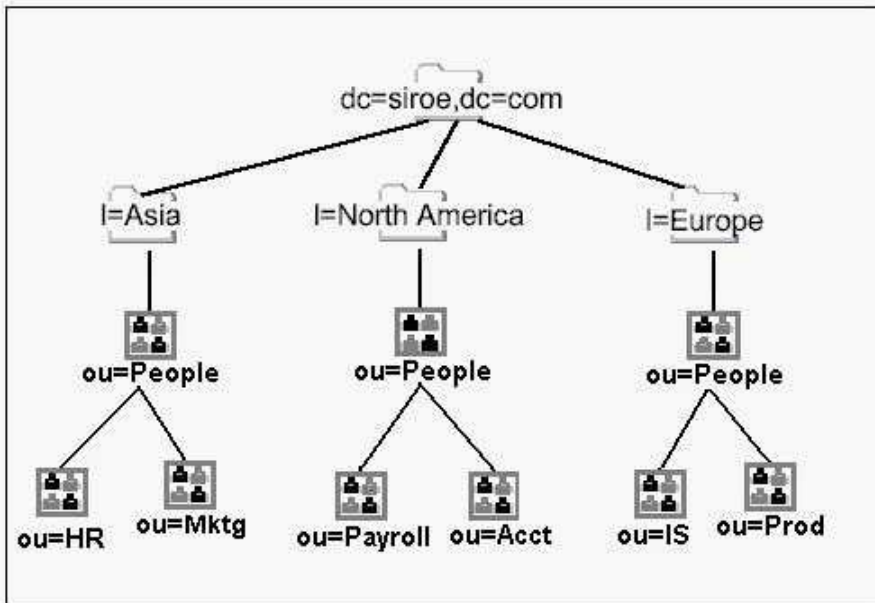 dc=siroe,dc=com
l=Asia
l=North America
l=Europe
ou=People
ou=People
ou=People
ou=HR
ou=Mktg
ou=Payroll
ou=Acct
ou=IS
ou=Prod